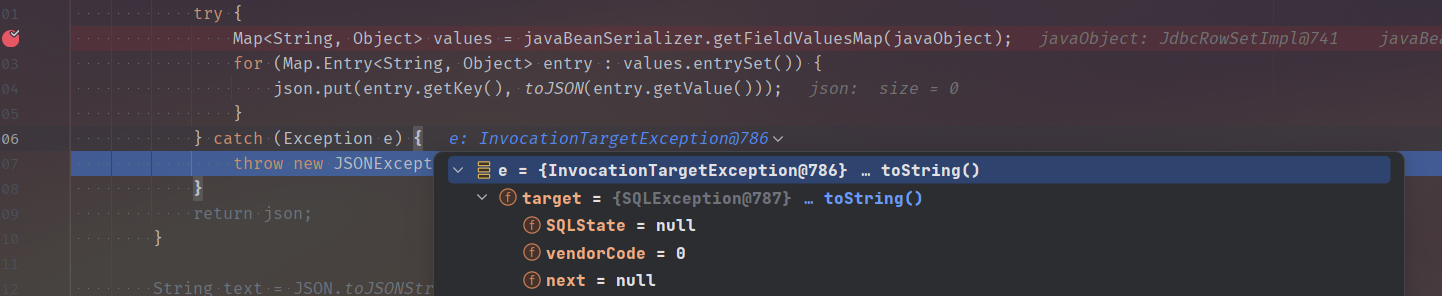 01 try {
Map<String, Object> values = javaBeanSerializer.getFieldValuesMap(javaObject); javaObject: JdbcRowSetImpl@741 javaBea
03 for (Map.Entry<String, Object> entry : values.entrySet()) {
04 json.put(entry.getKey(), toJSON(entry.getValue())); json: size = 0
05 }
06 } catch (Exception e) { e: InvocationTargetException@786
07 throw new JSONExcept
e = {InvocationTargetException@786} … toString()
08 }
target = {SQLException@787} … toString()
09 return json;
SQLState = null
10 }
vendorCode = 0
11
next = null
12 String text = JSON.toJSONStr